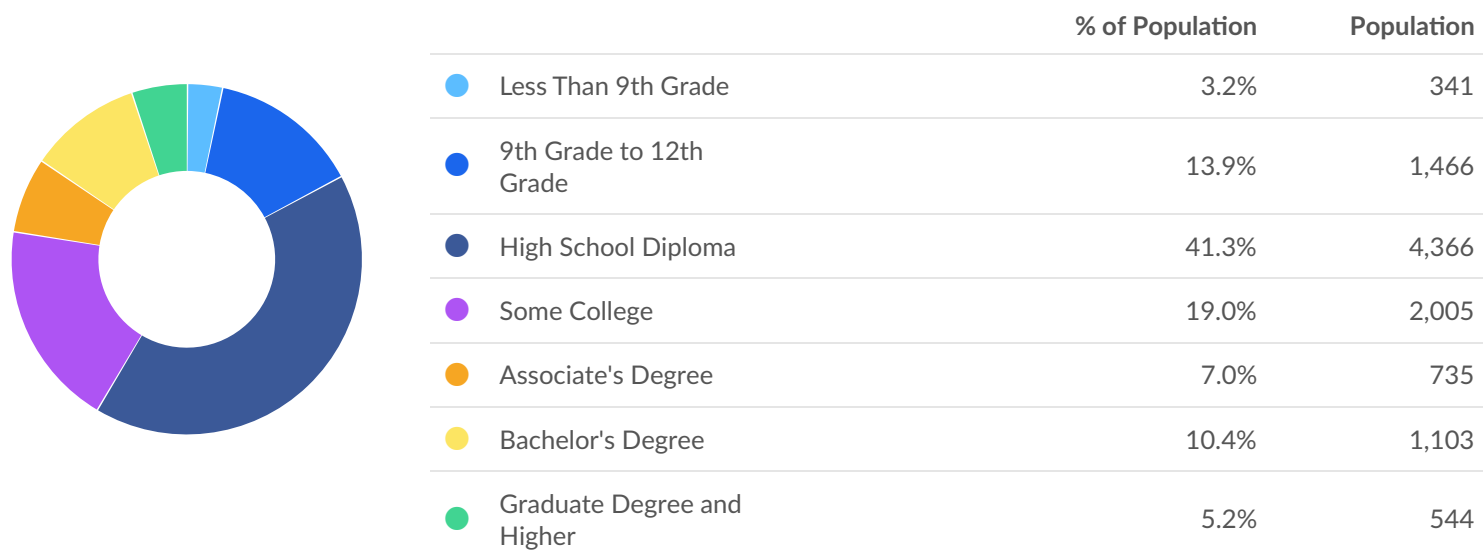 % of Population Population
Less Than 9th Grade 3.2% 341
9th Grade to 12th
Grade 13.9% 1,466
High School Diploma 41.3% 4,366
Some College 19.0% 2,005
Associate's Degree 7.0% 735
Bachelor's Degree 10.4% 1,103
Graduate Degree and
Higher 5.2% 544